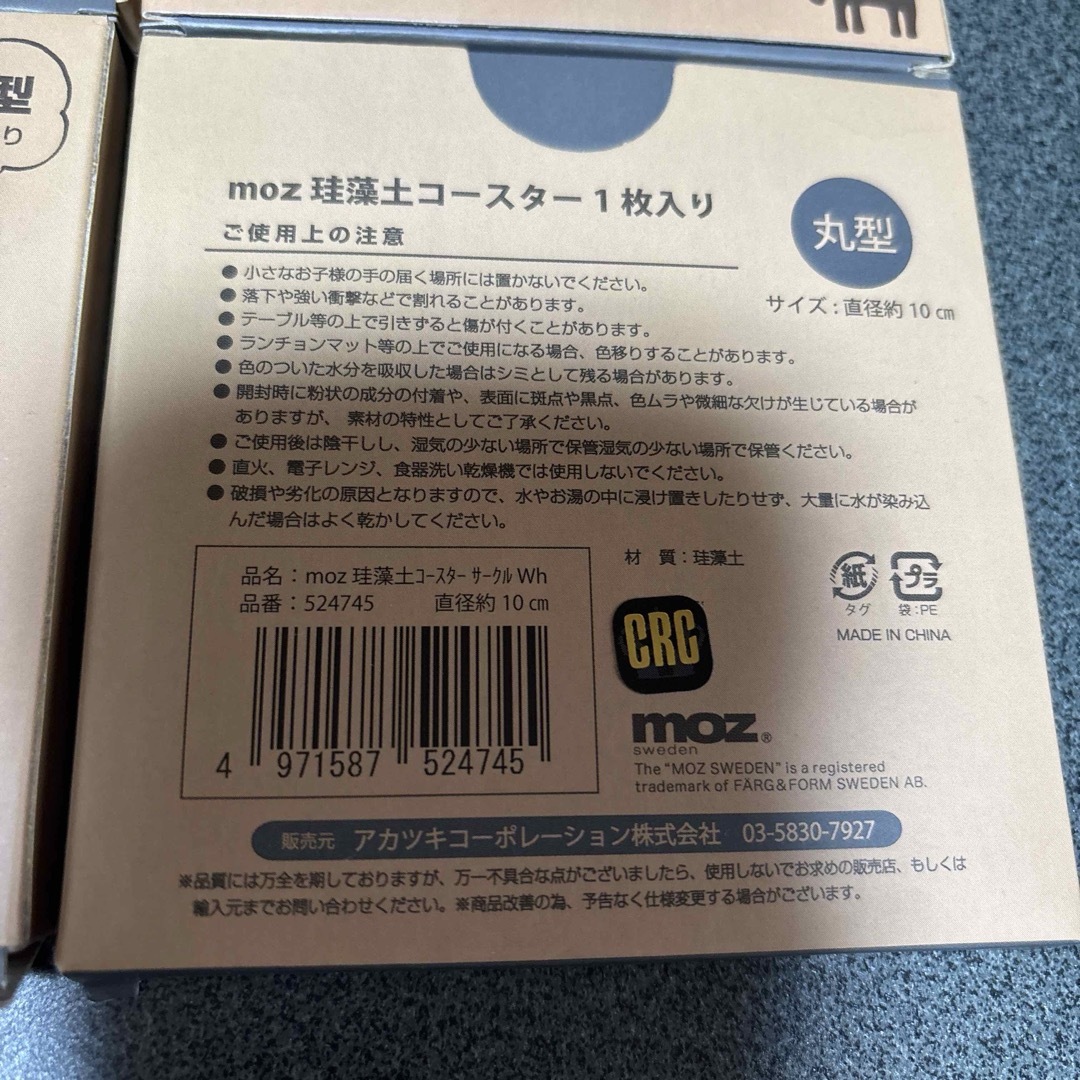 型
り
moz 珪藻土コースター 1 枚入り
丸型
ご使用上の注意
サイズ : 直径約 10 ㎝
● 小さなお子様の手の届く場所には置かないでください。
● 落下や強い衝撃などで割れることがあります。
● テーブル等の上で引きずると傷が付くことがあります。
● ランチョンマット等の上でご使用になる場合、色移りすることがあります。
● 色のついた水分を吸収した場合はシミとして残る場合があります。
● 開封時に粉状の成分の付着や、表面に斑点や黒点、色ムラや微細な欠けが生じている場合が
ありますが、 素材の特性としてご了承ください。
● ご使用後は陰干しし、湿気の少ない場所で保管湿気の少ない場所で保管ください。
● 直火、電子レンジ、食器洗い乾燥機では使用しないでください。
● 破損や劣化の原因となりますので、水やお湯の中に浸け置きしたりせず、大量に水が染み込
んだ場合はよく乾かしてください。
品名 : moz 珪藻土ｺｰｽﾀｰ ｻｰｸﾙ Wh
品番 : 524745 直径約 10 ㎝
4 971587 524745
材 質 : 珪藻土
紙
タグ
プラ
袋 : PE
MADE IN CHINA
CRG
moz®
sweden
The “MOZ SWEDEN” is a registered
trademark of FÄRG&FORM SWEDEN AB.
販売元 アカツキコーポレーション株式会社 03-5830-7927
※品質には万全を期しておりますが、万一不具合な点がございましたら、使用しないでお求めの販売店、もしくは
輸入元までお問い合わせください。※商品改善の為、予告なく仕様変更する場合がございます。